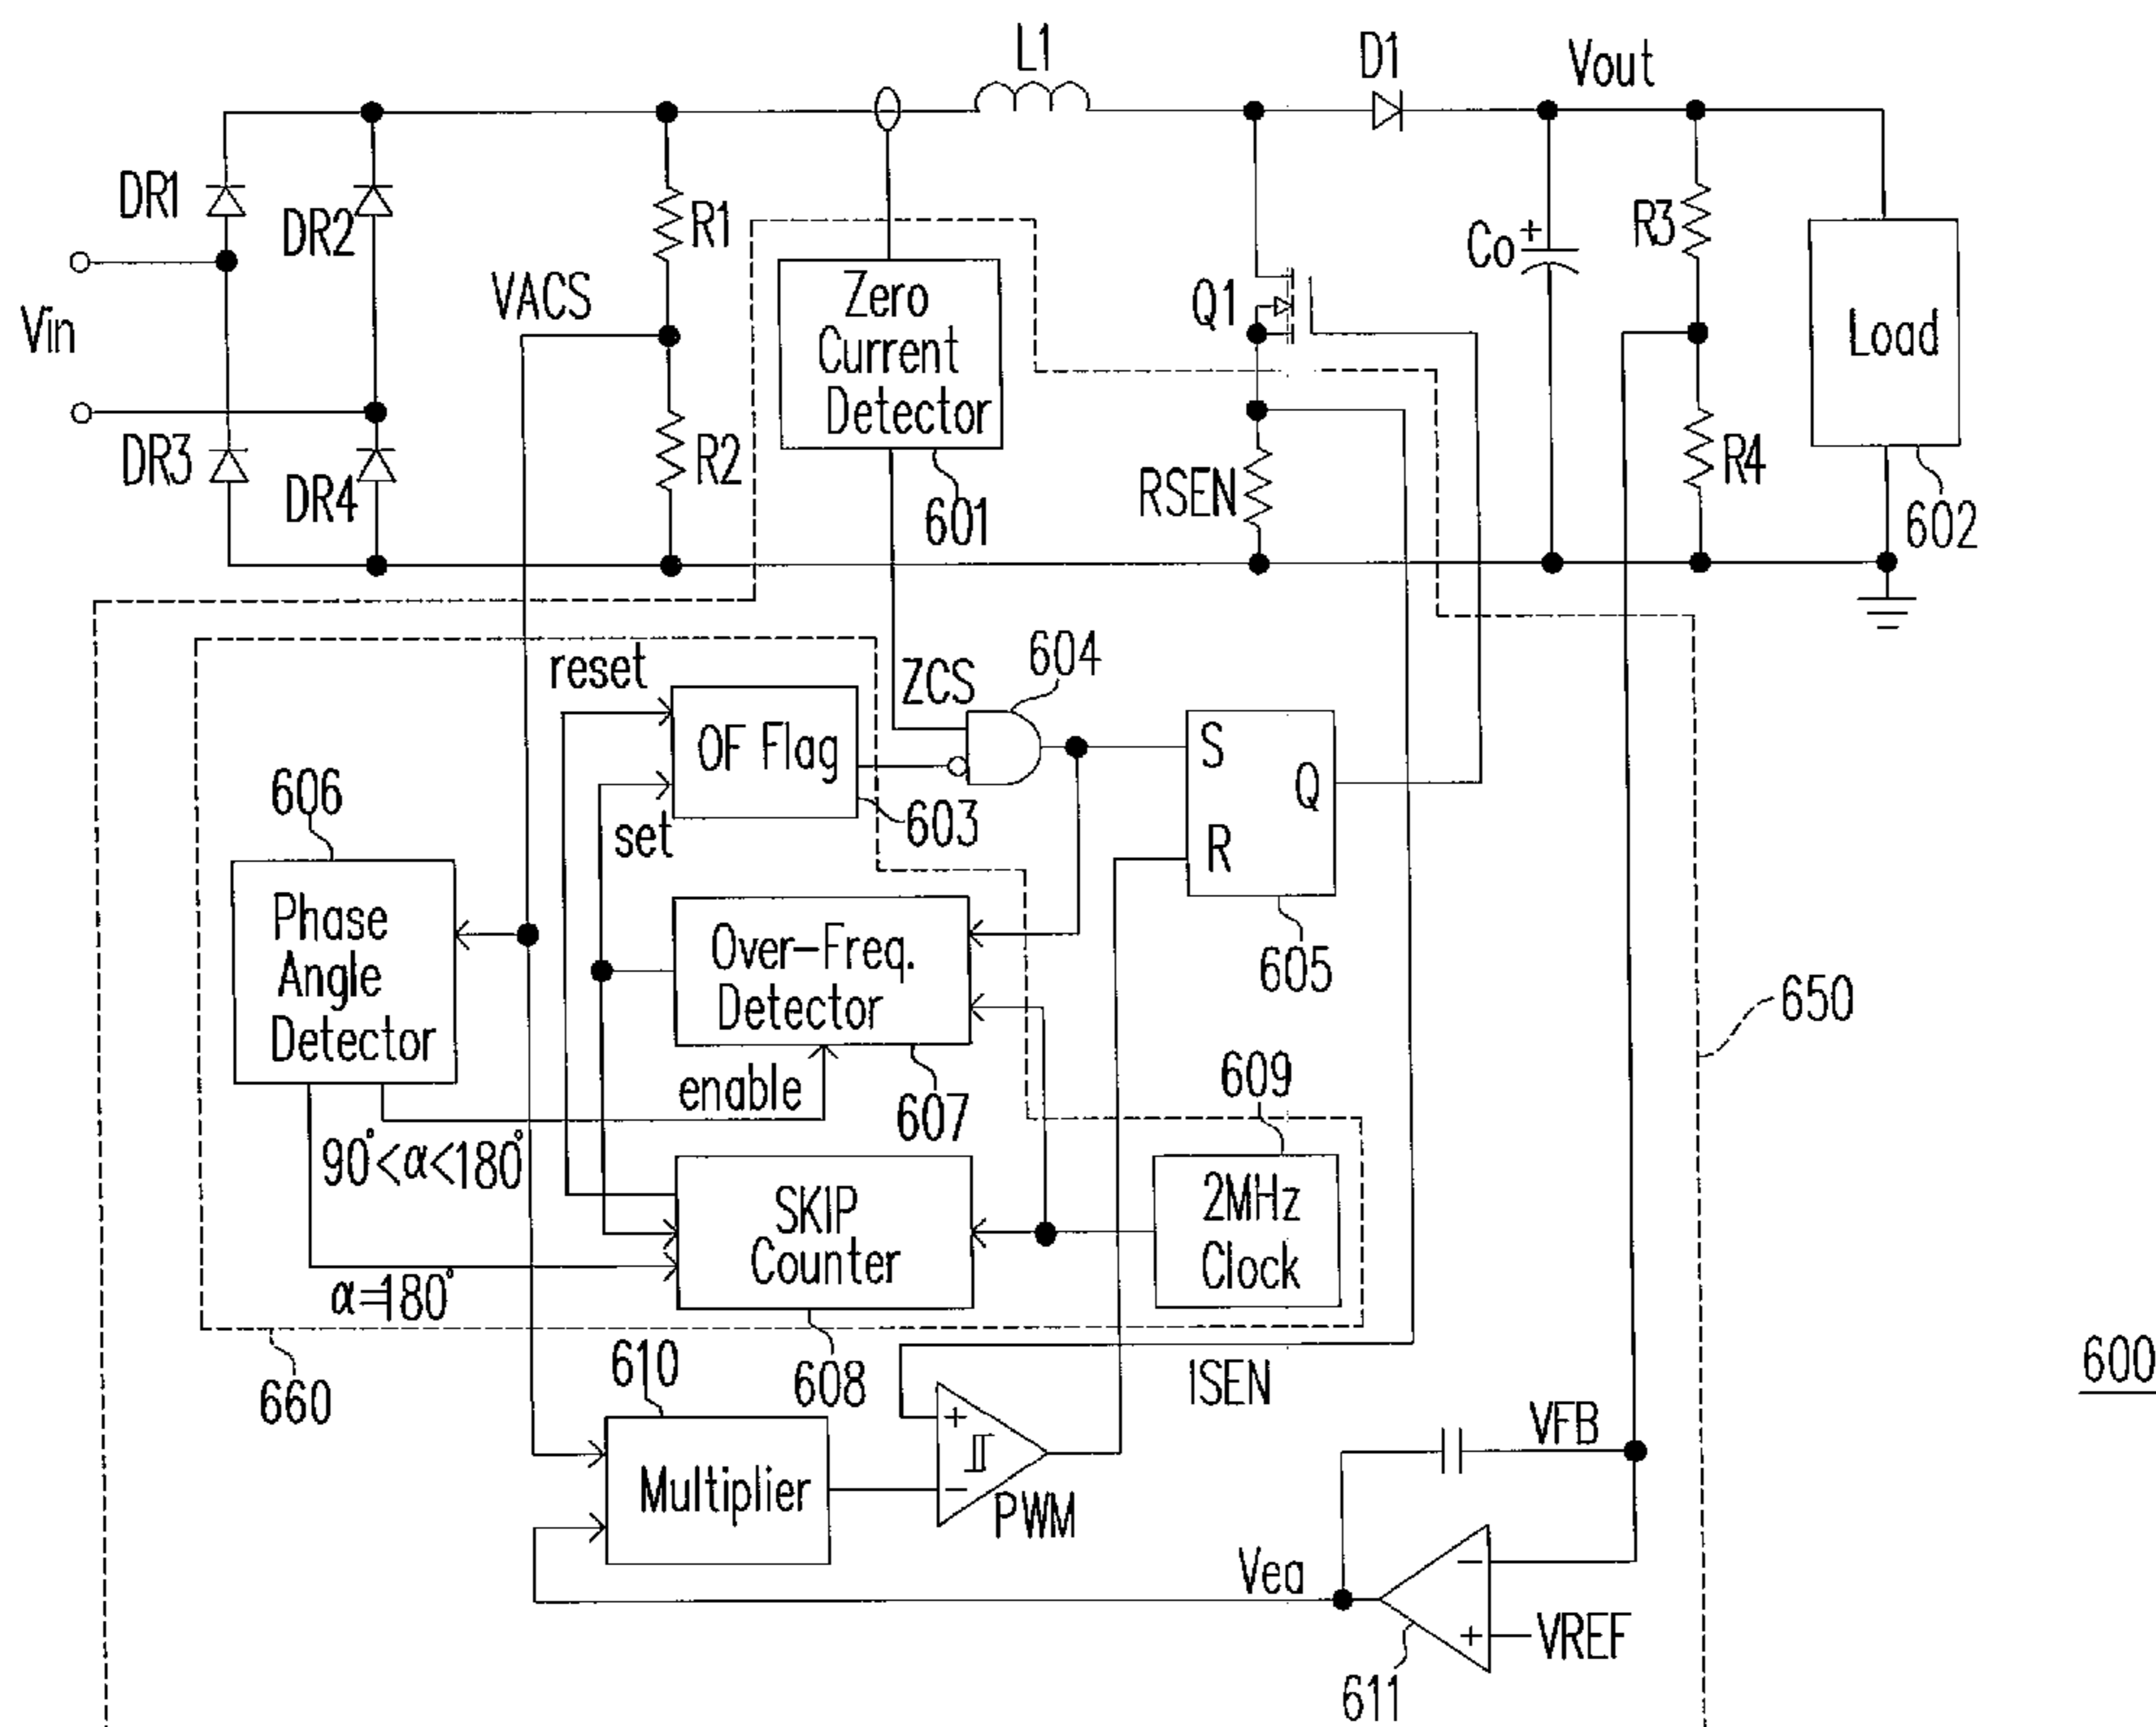 L1
D1
Vout
DR1
DR2
R1
R3
Co
+
Zero
Current
Detector
Q1
Load
VACS
Vin
DR3
DR4
R2
RSEN
R4
601
602
reset
ZCS
604
OF Flag
S
Q
R
606
set
603
Phase
Angle
Detector
Over-Freq.
Detector
605
650
enable
607
609
90°<α<180°
SKIP
Counter
2MHz
Clock
α=180°
610
608
ISEN
660
600
+
−
VFB
Multiplier
PWM
Vea
−
+
VREF
611